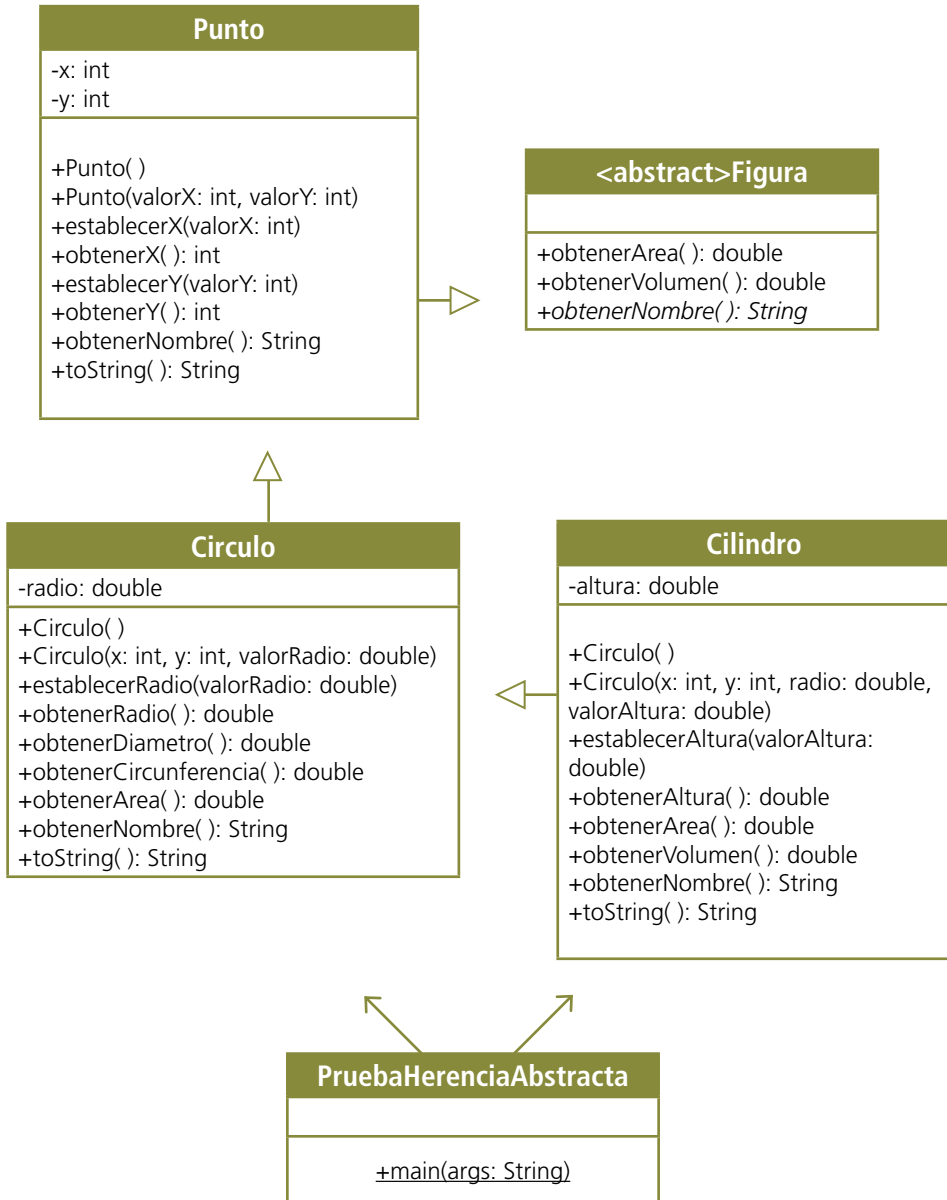 Punto
-x: int
-y: int
+Punto( )
+Punto(valorX: int, valorY: int)
+establecerX(valorX: int)
+obtenerX( ): int
+establecerY(valorY: int)
+obtenerY( ): int
+obtenerNombre( ): String
+toString( ): String
<abstract>Figura
+obtenerArea( ): double
+obtenerVolumen( ): double
+obtenerNombre( ): String
Circulo
-radio: double
+Circulo( )
+Circulo(x: int, y: int, valorRadio: double)
+establecerRadio(valorRadio: double)
+obtenerRadio( ): double
+obtenerDiametro( ): double
+obtenerCircunferencia( ): double
+obtenerArea( ): double
+obtenerNombre( ): String
+toString( ): String
Cilindro
-altura: double
+Circulo( )
+Circulo(x: int, y: int, radio: double,
valorAltura: double)
+establecerAltura(valorAltura:
double)
+obtenerAltura( ): double
+obtenerArea( ): double
+obtenerVolumen( ): double
+obtenerNombre( ): String
+toString( ): String
PruebaHerenciaAbstracta
+main(args: String)